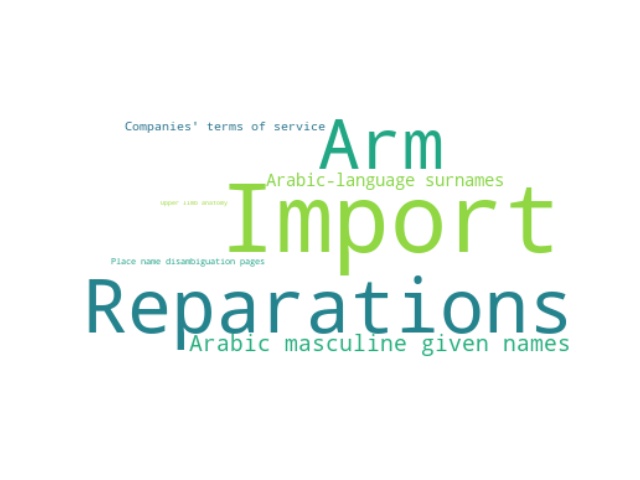 Companies' terms of service
Arm
Arabic-language surnames
Import
Upper limb anatomy
Place name disambiguation pages
Reparations
Arabic masculine given names